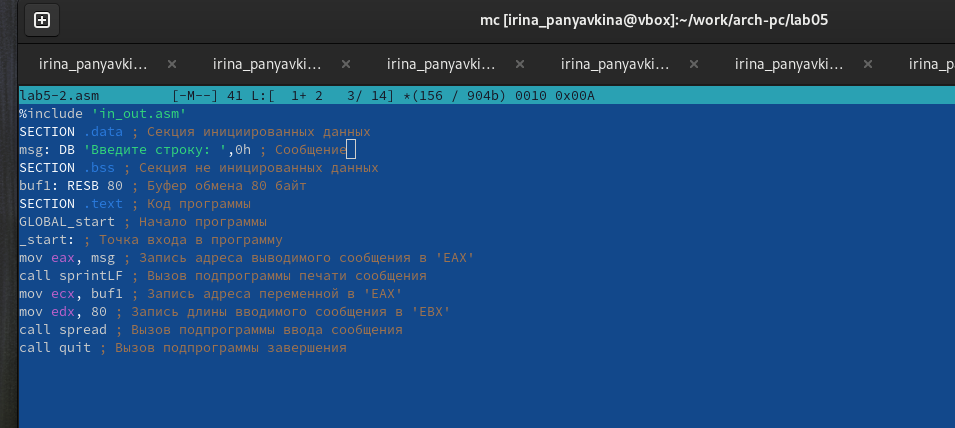 mc [irina_panyavkina@vbox]:~/work/arch-pc/lab05
irina_panyavki... × irina_panyavki... × irina_panyavki... × irina_panyavki... × irina_panyavki... × irina_p
lab5-2.asm [-M--] 41 L:[ 1+ 2 3/ 14] *(156 / 904b) 0010 0x00A
%include 'in_out.asm'
SECTION .data ; Секция инициированных данных
msg: DB 'Введите строку: ',0h ; Сообщение
SECTION .bss ; Секция не иницированных данных
buf1: RESB 80 ; Буфер обмена 80 байт
SECTION .text ; Код программы
GLOBAL_start ; Начало программы
_start: ; Точка входа в программу
mov eax, msg ; Запись адреса выводимого сообщения в 'EAX'
call sprintLF ; Вызов подпрограммы печати сообщения
mov ecx, buf1 ; Запись адреса переменной в 'EAX'
mov edx, 80 ; Запись длины вводимого сообщения в 'EBX'
call spread ; Вызов подпрограммы ввода сообщения
call quit ; Вызов подпрограммы завершения